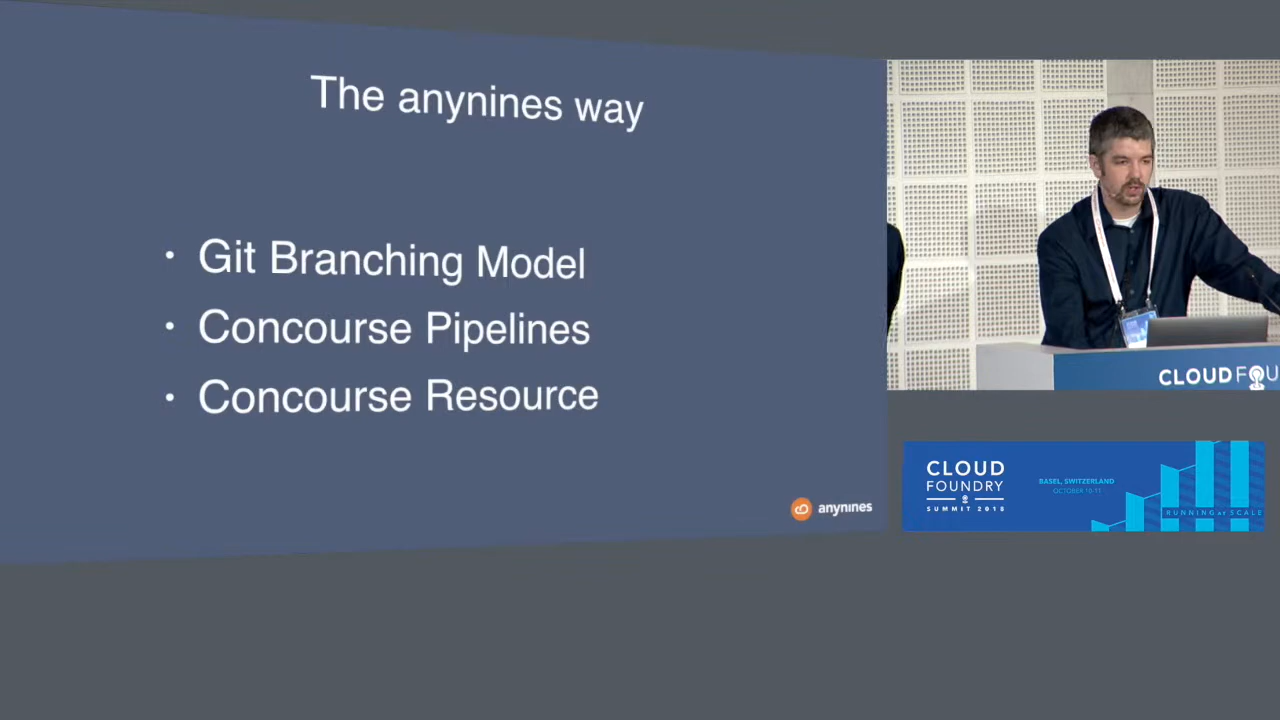 The anynines way
• Git Branching Model
• Concourse Pipelines
• Concourse Resource
anynines
CLOUD FOU
CLOUD
FOUNDRY
SUMMIT 2018
BASEL, SWITZERLAND
OCTOBER 10-11
RUNNING at SCALE